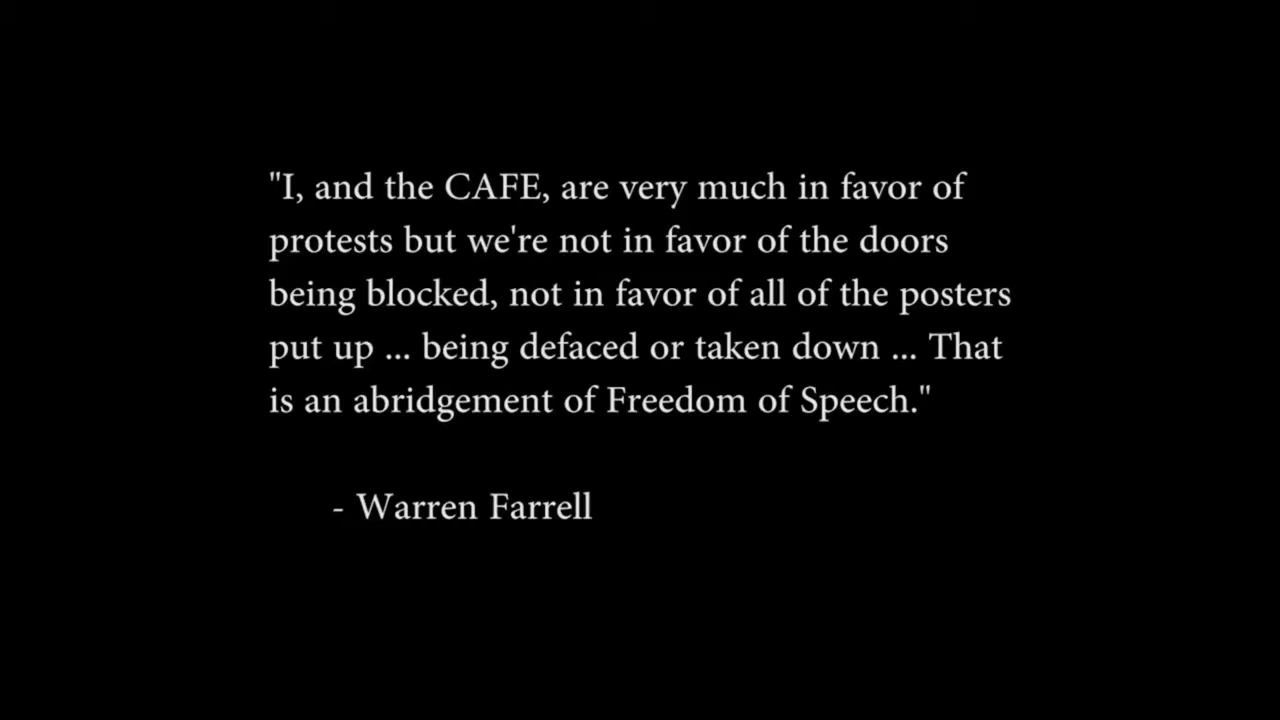 "I, and the CAFE, are very much in favor of
protests but we're not in favor of the doors
being blocked, not in favor of all of the posters
put up ... being defaced or taken down ... That
is an abridgement of Freedom of Speech."
- Warren Farrell